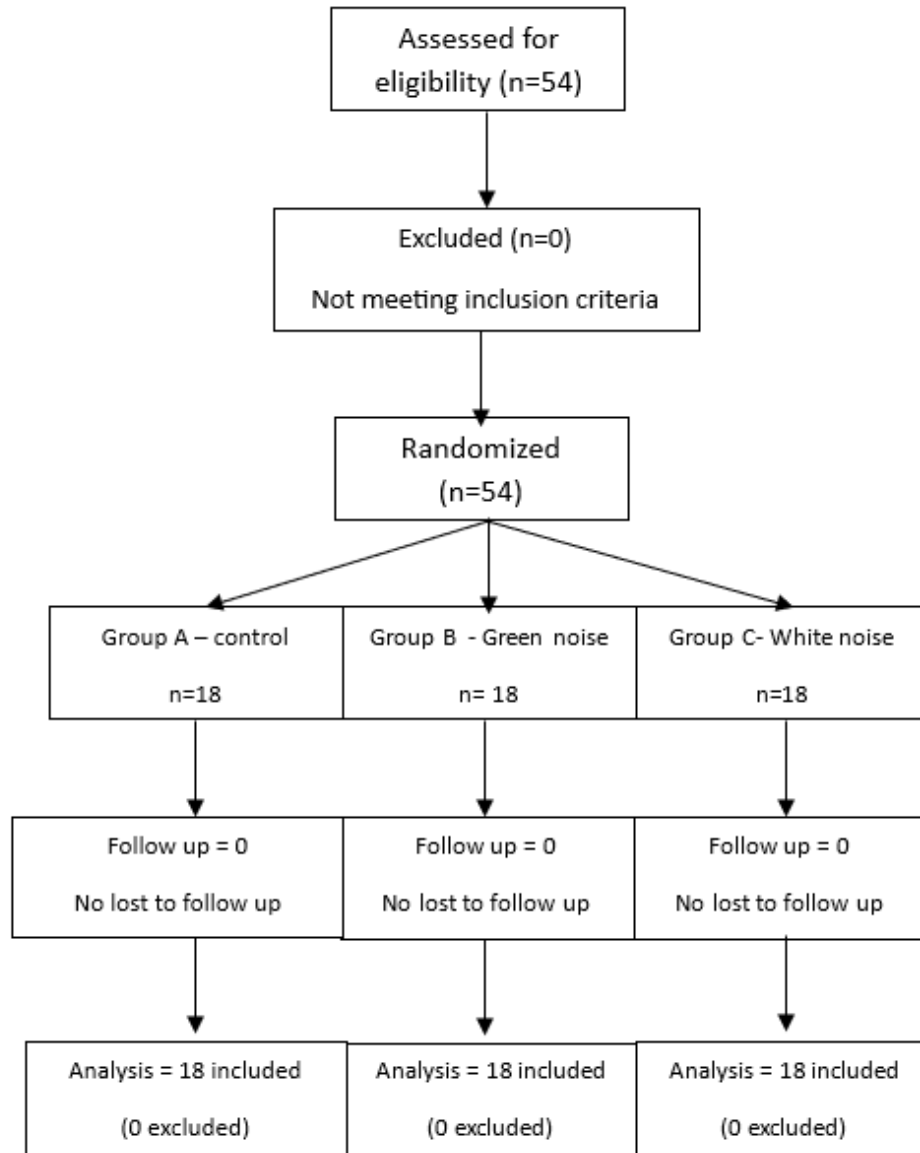 Assessed for
eligibility (n=54)
Excluded (n=0)
Not meeting inclusion criteria
Randomized
(n=54)
Group A – control
n=18
Group B - Green noise
n= 18
Group C- White noise
n=18
Follow up = 0
No lost to follow up
Follow up = 0
No lost to follow up
Follow up = 0
No lost to follow up
Analysis = 18 included
(0 excluded)
Analysis = 18 included
(0 excluded)
Analysis = 18 included
(0 excluded)